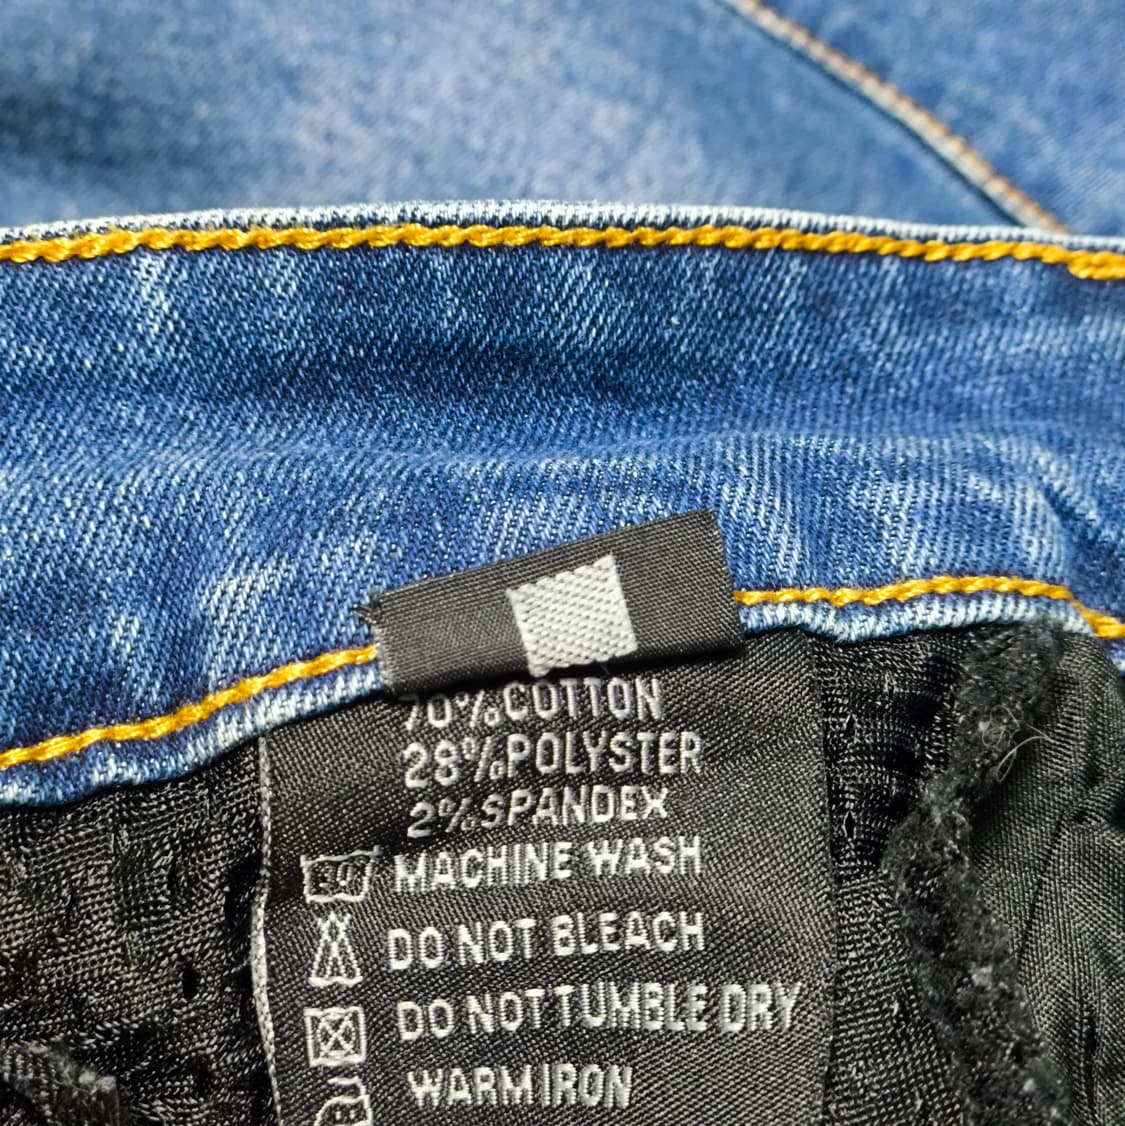 70%COTTON
28%POLYSTER
2%SPANDEX
MACHINE WASH
DO NOT BLEACH
DO NOT TUMBLE DRY
WARM IRON